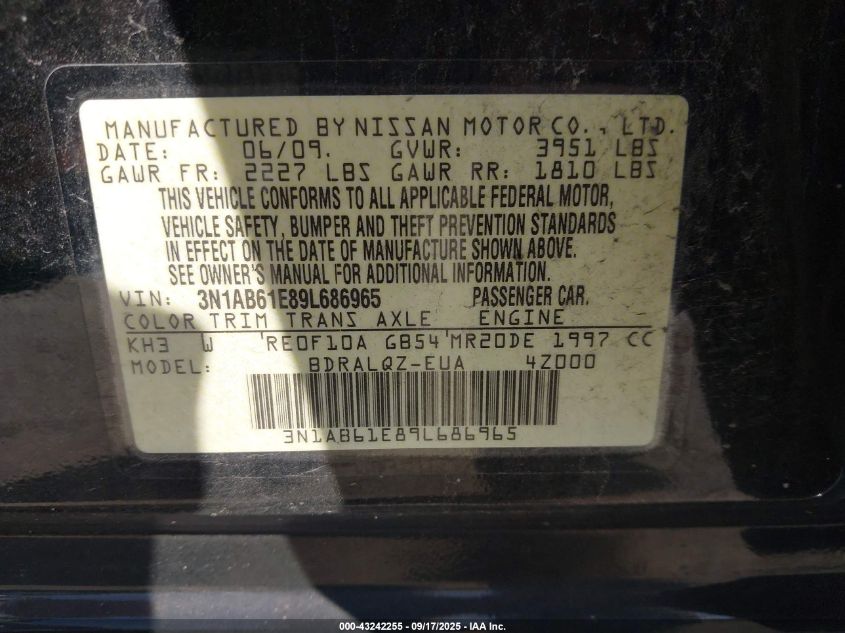 MANUFACTURED BY NISSAN MOTOR CO., LTD.
DATE: 06/09. GVWR: 3951 LBS
GAWR FR: 2227 LBS GAWR RR: 1810 LBS
THIS VEHICLE CONFORMS TO ALL APPLICABLE FEDERAL MOTOR,
VEHICLE SAFETY, BUMPER AND THEFT PREVENTION STANDARDS
IN EFFECT ON THE DATE OF MANUFACTURE SHOWN ABOVE.
SEE OWNER'S MANUAL FOR ADDITIONAL INFORMATION
VIN: 3N1AB61E89L686965 PASSENGER CAR.
COLOR TRIM TRANS AXLE ENGINE
KH3 W RE0F10A GB54 MR20DE 1997 CC
MODEL: BDRALQZ-EUA 4Z000
3N1AB61E89L686965
000-43242255 - 09/17/2025 - IAA Inc.